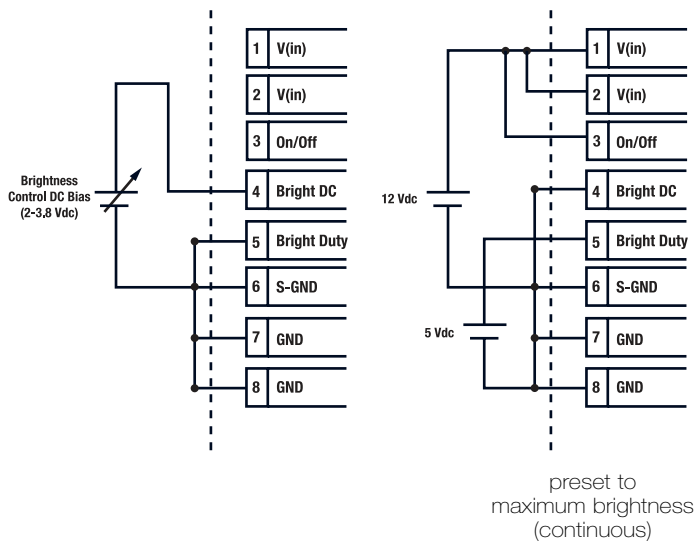 1 V(in)
2 V(in)
3 On/Off
4 Bright DC
5 Bright Duty
6 S-GND
7 GND
8 GND
Brightness
Control DC Bias
(2-3.8 Vdc)
1 V(in)
2 V(in)
3 On/Off
4 Bright DC
5 Bright Duty
6 S-GND
7 GND
8 GND
12 Vdc
5 Vdc
preset to
maximum brightness
(continuous)